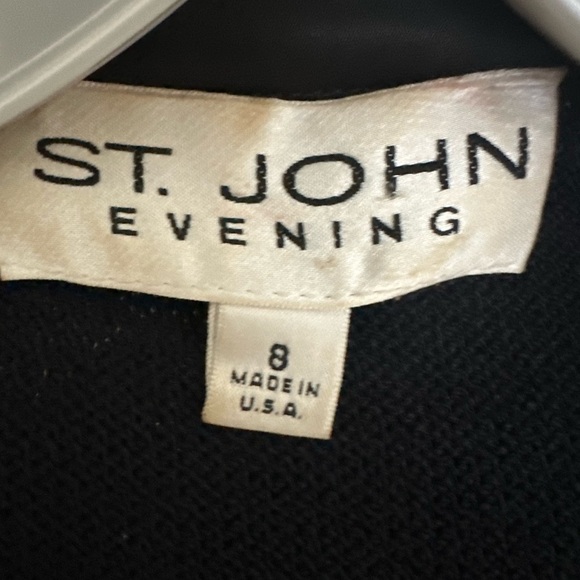 ST. JOHN
EVENING
8
MADE IN
U.S.A.